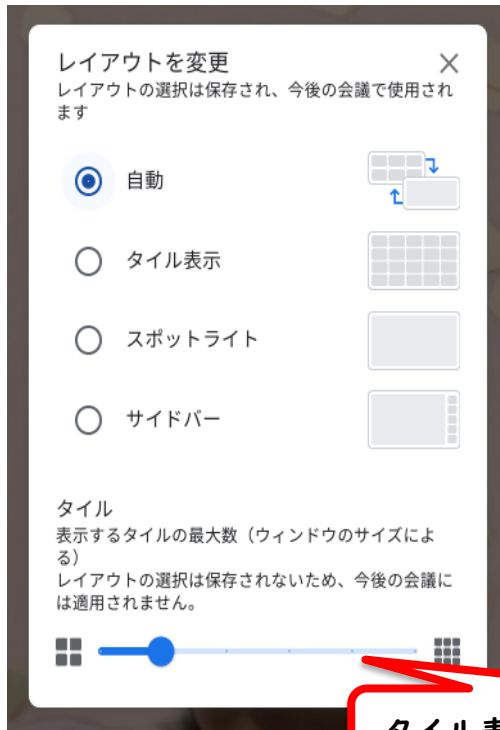 レイアウトを変更
レイアウトの選択は保存され、今後の会議で使用され
ます
自動
タイル表示
スポットライト
サイドバー
タイル
表示するタイルの最大数（ウィンドウのサイズによ
る）
レイアウトの選択は保存されないため、今後の会議に
は適用されません。
タイル